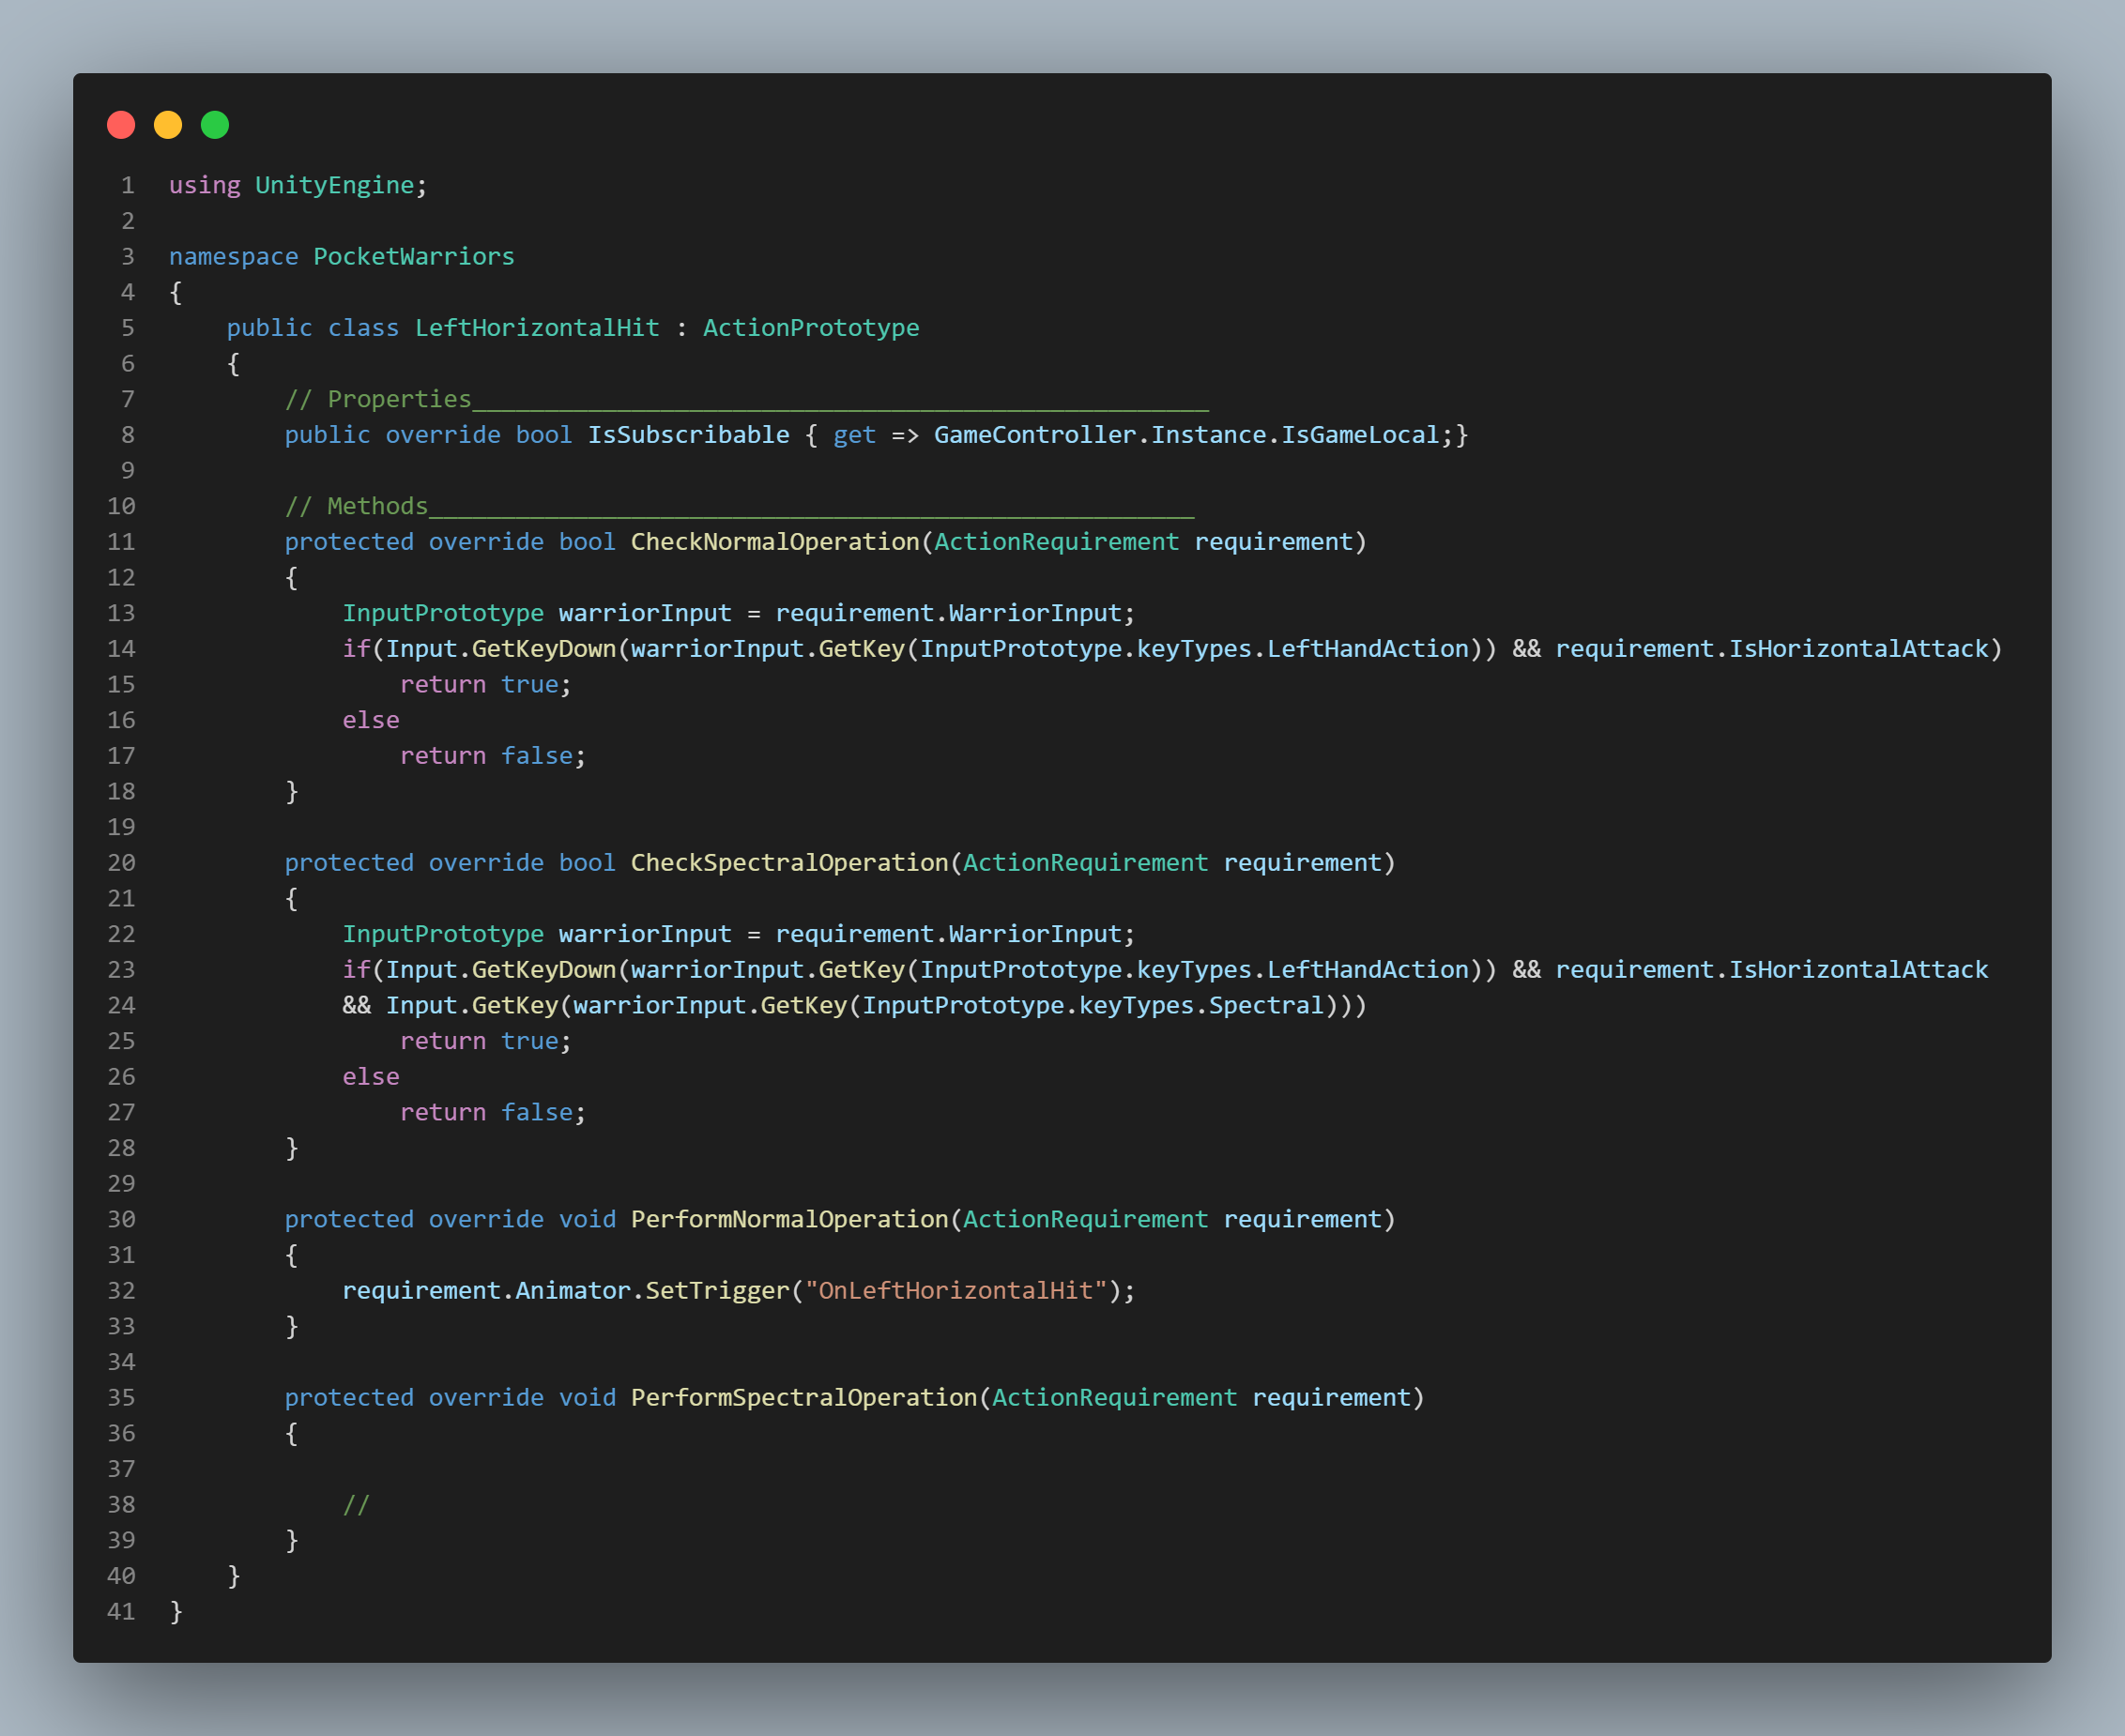 1 using UnityEngine;
2
3 namespace PocketWarriors
4 {
5     public class LeftHorizontalHit : ActionPrototype
6     {
7         // Properties___________________________________________________
8         public override bool IsSubscribable { get => GameController.Instance.IsGameLocal;}
9
10         // Methods_____________________________________________________
11         protected override bool CheckNormalOperation(ActionRequirement requirement)
12         {
13             InputPrototype warriorInput = requirement.WarriorInput;
14             if(Input.GetKeyDown(warriorInput.GetKey(InputPrototype.keyTypes.LeftHandAction)) && requirement.IsHorizontalAttack)
15                 return true;
16             else
17                 return false;
18         }
19
20         protected override bool CheckSpectralOperation(ActionRequirement requirement)
21         {
22             InputPrototype warriorInput = requirement.WarriorInput;
23             if(Input.GetKeyDown(warriorInput.GetKey(InputPrototype.keyTypes.LeftHandAction)) && requirement.IsHorizontalAttack
24             && Input.GetKey(warriorInput.GetKey(InputPrototype.keyTypes.Spectral)))
25                 return true;
26             else
27                 return false;
28         }
29
30         protected override void PerformNormalOperation(ActionRequirement requirement)
31         {
32             requirement.Animator.SetTrigger("OnLeftHorizontalHit");
33         }
34
35         protected override void PerformSpectralOperation(ActionRequirement requirement)
36         {
37
38             //
39         }
40     }
41 }